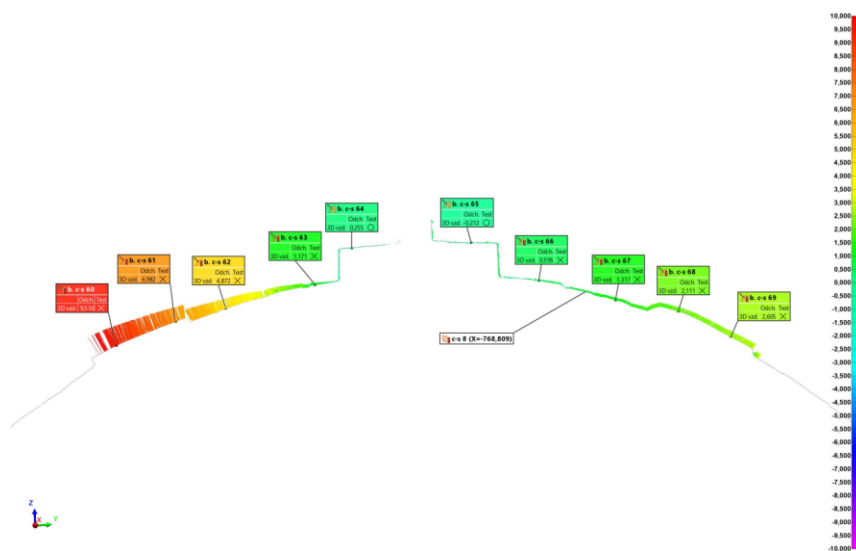 b. c-s 64
Odch. Test
3D vzd. 0,255
b. c-s 65
Odch. Test
3D vzd. -0,212
b. c-s 63
Odch. Test
3D vzd. 1,171
b. c-s 66
Odch. Test
3D vzd. 0,595
b. c-s 61
Odch. Test
3D vzd. 6,982
b. c-s 62
Odch. Test
3D vzd. 4,872
b. c-s 67
Odch. Test
3D vzd.
b. c-s 68
Odch. Test
3D vzd. 2,111
b. c-s 60
Odch. Test
3D vzd.
b. c-s 69
Odch. Test
3D vzd. 2,605
c-s 8 (X=-768,809)
Z
X
Y
10,000
9,500
9,000
8,500
8,000
7,500
7,000
6,500
6,000
5,500
5,000
4,500
4,000
3,500
3,000
2,500
2,000
1,500
1,000
0,500
0,000
-0,500
-1,000
-1,500
-2,000
-2,500
-3,000
-3,500
-4,000
-4,500
-5,000
-5,500
-6,000
-6,500
-7,000
-7,500
-8,000
-8,500
-9,000
-9,500
-10,000